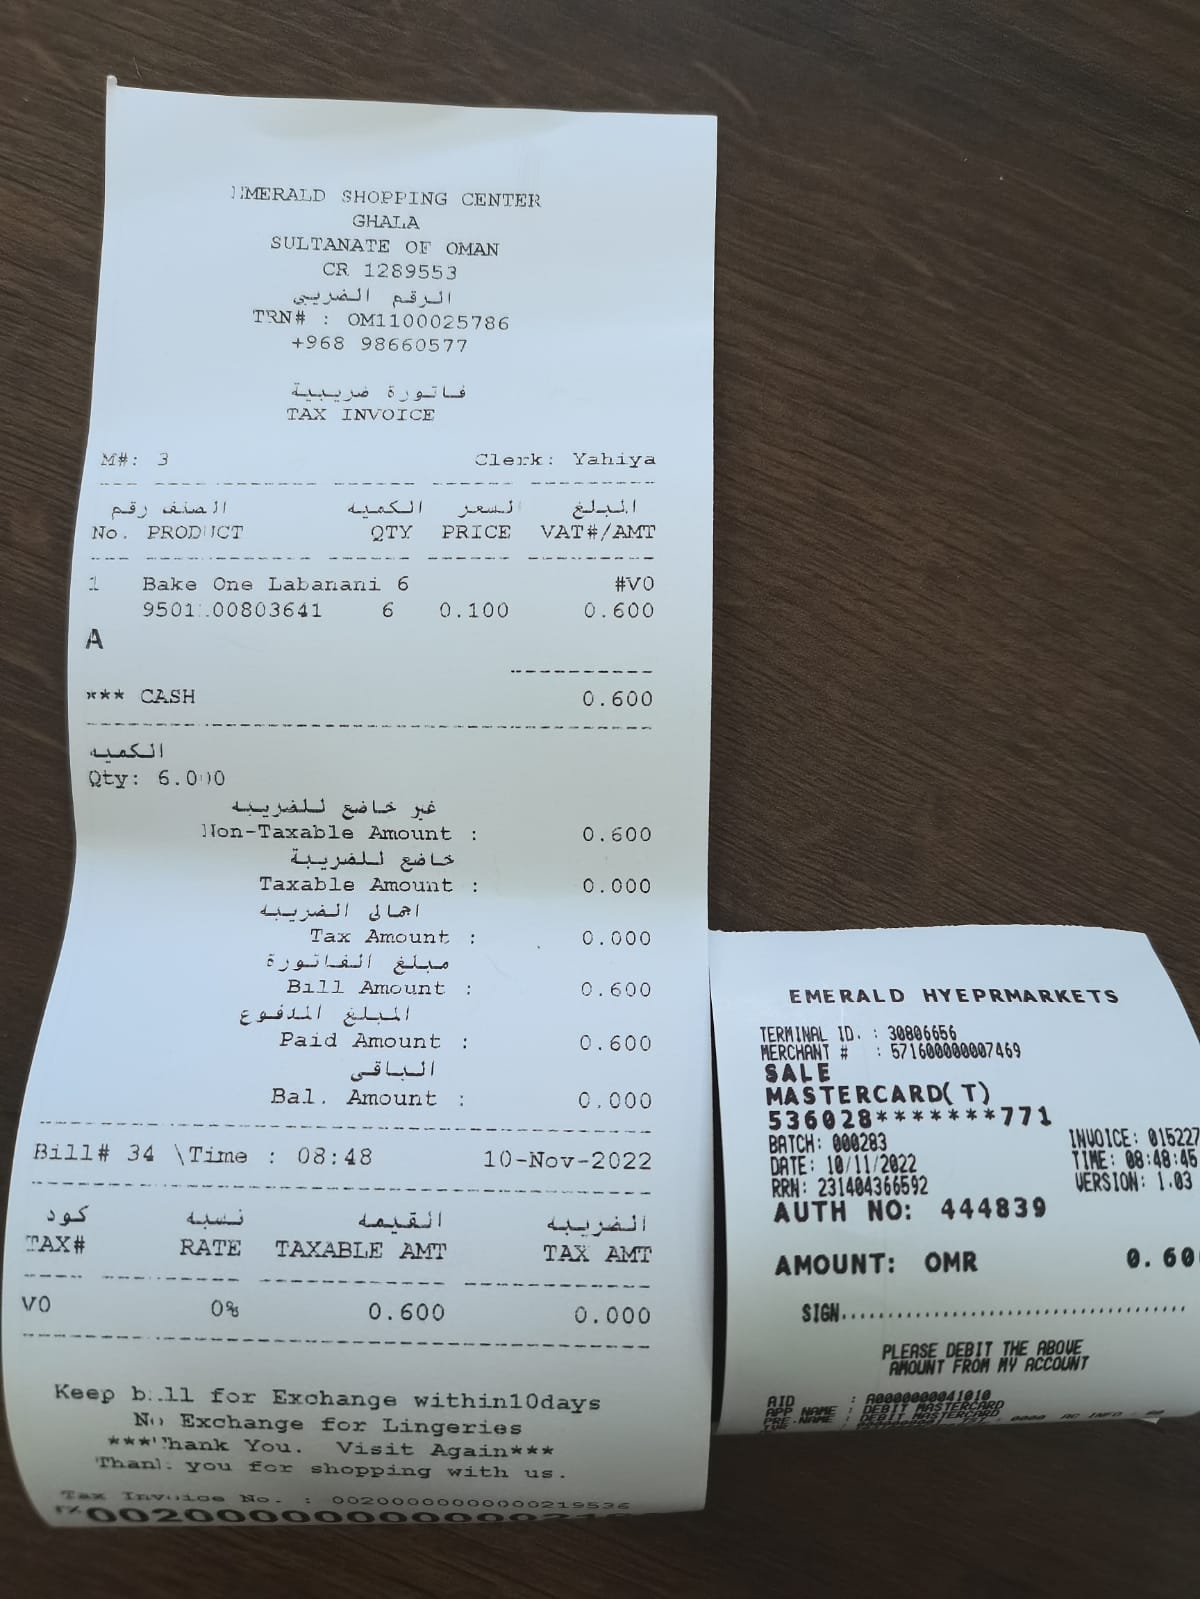 EMERALD SHOPPING CENTER
GHALA
SULTANATE OF OMAN
CR 1289553
الرقم الضريبي
TRN# : OM1100025786
+968 98660577
فاتورة ضريبية
TAX INVOICE
M#: 3 Clerk: Yahiya
الصنف رقم الكميه السعر المبلغ
No. PRODUCT QTY PRICE VAT#/AMT
1 Bake One Labanani 6 #V0
00803641 6 0.100 0.600
A
*** CASH 0.600
الكميه
Qty: 6.000
غير خاضع للضريبه
Non-Taxable Amount : 0.600
خاضع للضريبة
Taxable Amount : 0.000
اجمالى الضريبه
Tax Amount : 0.000
مبلغ الفاتورة
Bill Amount : 0.600
المبلغ المدفوع
Paid Amount : 0.600
الباقي
Bal. Amount : 0.000
Bill# 34 \Time : 08:48 10-Nov-2022
كود نسبه القيمه الضريبه
TAX# RATE TAXABLE AMT TAX AMT
V0 0% 0.600 0.000
Keep bill for Exchange within10days
No Exchange for Lingeries
***Thank You. Visit Again***
Thank you for shopping with us.
Tax Invoice No. :
EMERALD HYEPRMARKETS
TERMINAL ID. : 30806656
MERCHANT # : 571600000007469
SALE
MASTERCARD( T)
536028*******771
BATCH: 000283 INVOICE: 015227
DATE: 10/11/2022 TIME: 08:48:45
RRN: 231404366592 VERSION: 1.03
AUTH NO: 444839
AMOUNT: OMR 0.60
SIGN......................................
PLEASE DEBIT THE ABOVE
AMOUNT FROM MY ACCOUNT
AID : A0000000041010
APP NAME : DEBIT MASTERCARD
PRE.NAME : DEBIT MASTERCARD